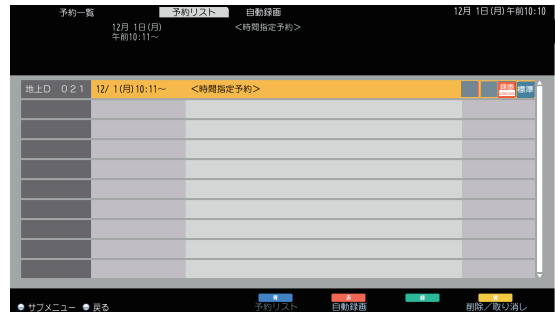 予約一覧 予約リスト 自動録画 12月 1日(月)午前10:10
12月 1日(月) <時間指定予約>
午前10:11~
地上D 021 12/ 1(月)10:11~ <時間指定予約> 録画 標準
青 赤 緑 黄
サブメニュー 戻る 予約リスト 自動録画 削除/取り消し